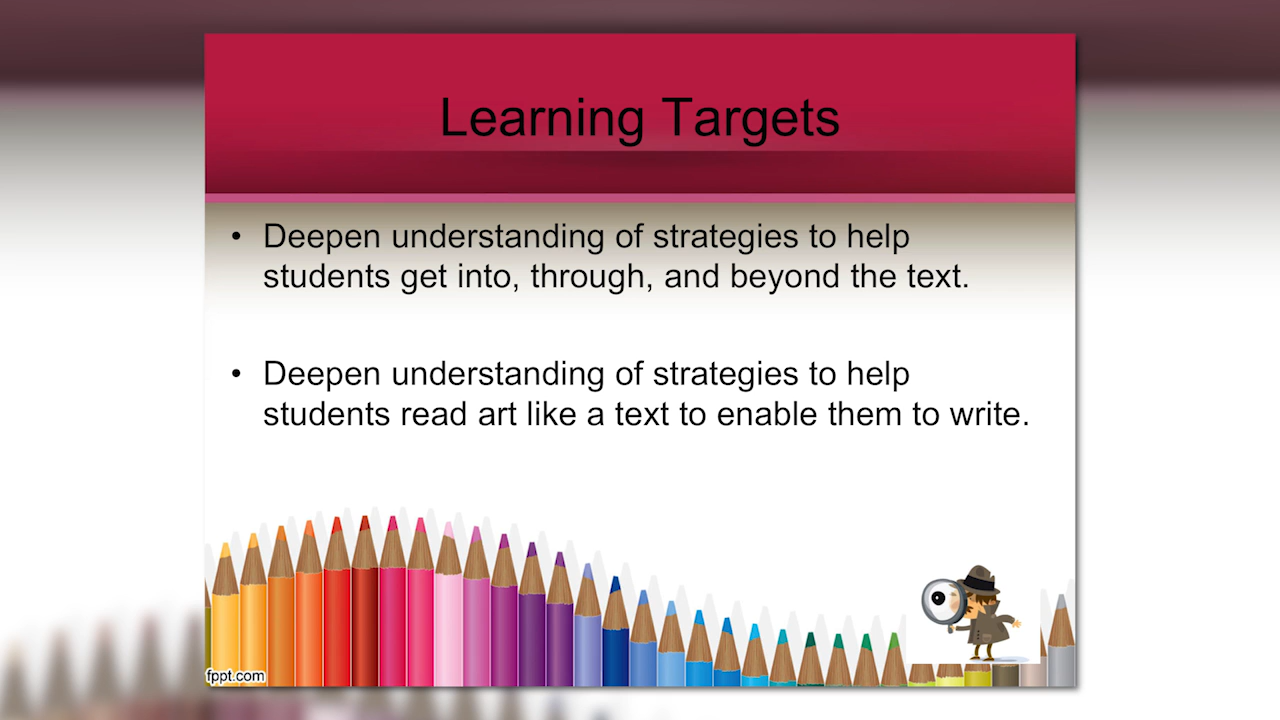 Learning Targets
• Deepen understanding of strategies to help
students get into, through, and beyond the text.
• Deepen understanding of strategies to help
students read art like a text to enable them to write.
fppt.com